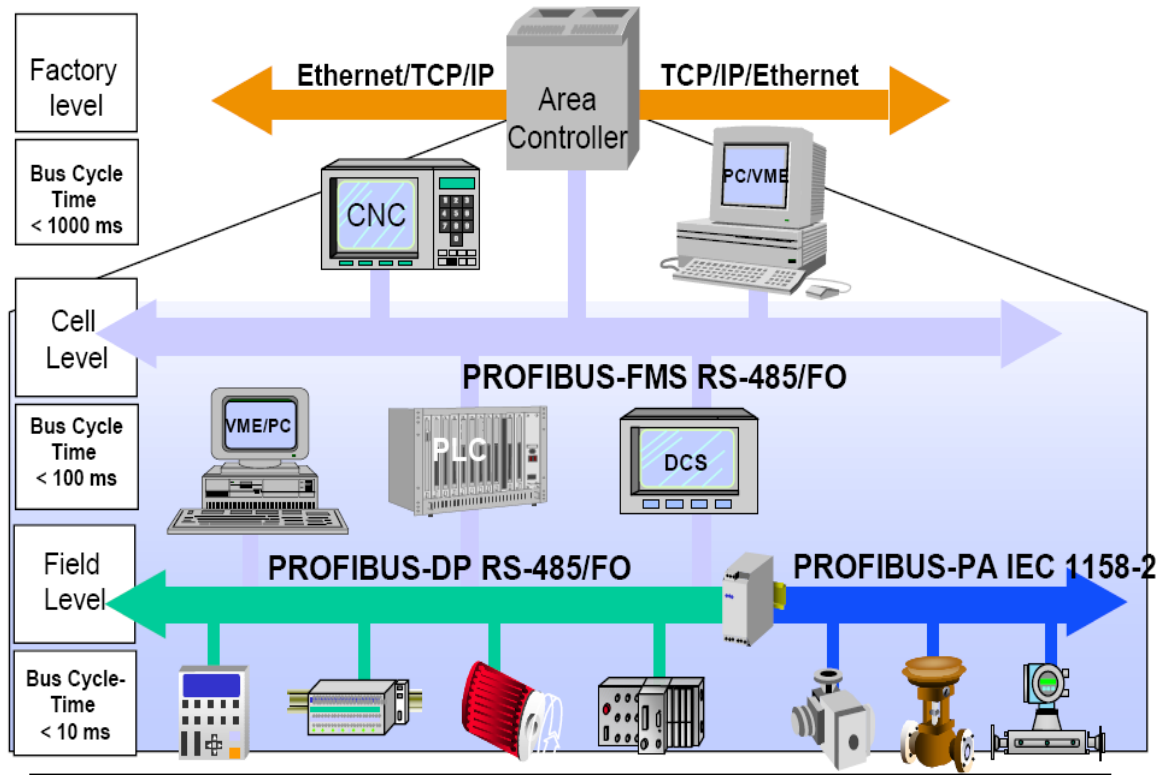 Factory
level
Ethernet/TCP/IP
TCP/IP/Ethernet
Area
Controller
Bus Cycle
Time
< 1000 ms
CNC
PC/VME
Cell
Level
PROFIBUS-FMS RS-485/FO
Bus Cycle
Time
< 100 ms
VME/PC
PLC
DCS
Field
Level
PROFIBUS-DP RS-485/FO
PROFIBUS-PA IEC 1158-2
Bus Cycle-
Time
< 10 ms